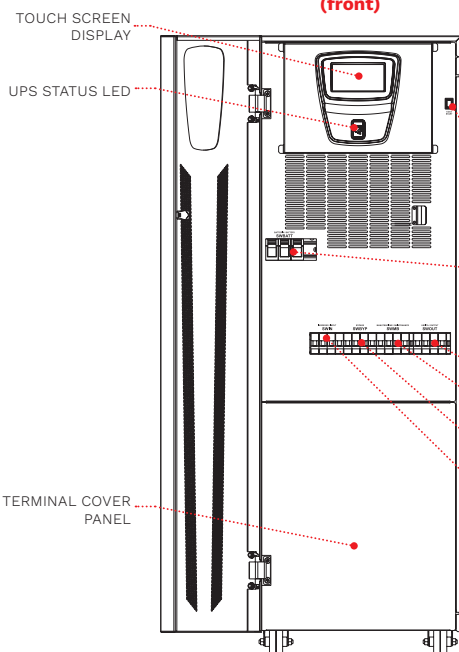 (front)
TOUCH SCREEN
DISPLAY
UPS STATUS LED
SWBATT
SWIN
SWBYP
SWMB
SWOUT
TERMINAL COVER
PANEL